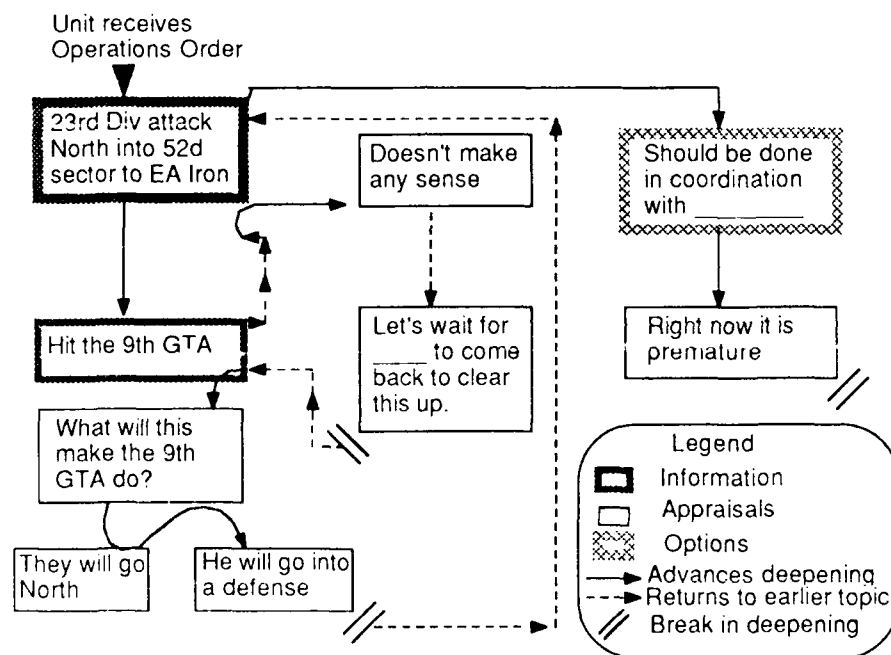 Unit receives
Operations Order
23rd Div attack
North into 52d
sector to EA Iron
Doesn't make
any sense
Should be done
in coordination
with ________
Hit the 9th GTA
Let's wait for
____ to come
back to clear
this up.
Right now it is
premature
What will this
make the 9th
GTA do?
They will go
North
He will go into
a defense
Legend
Information
Appraisals
Options
Advances deepening
Returns to earlier topic
Break in deepening